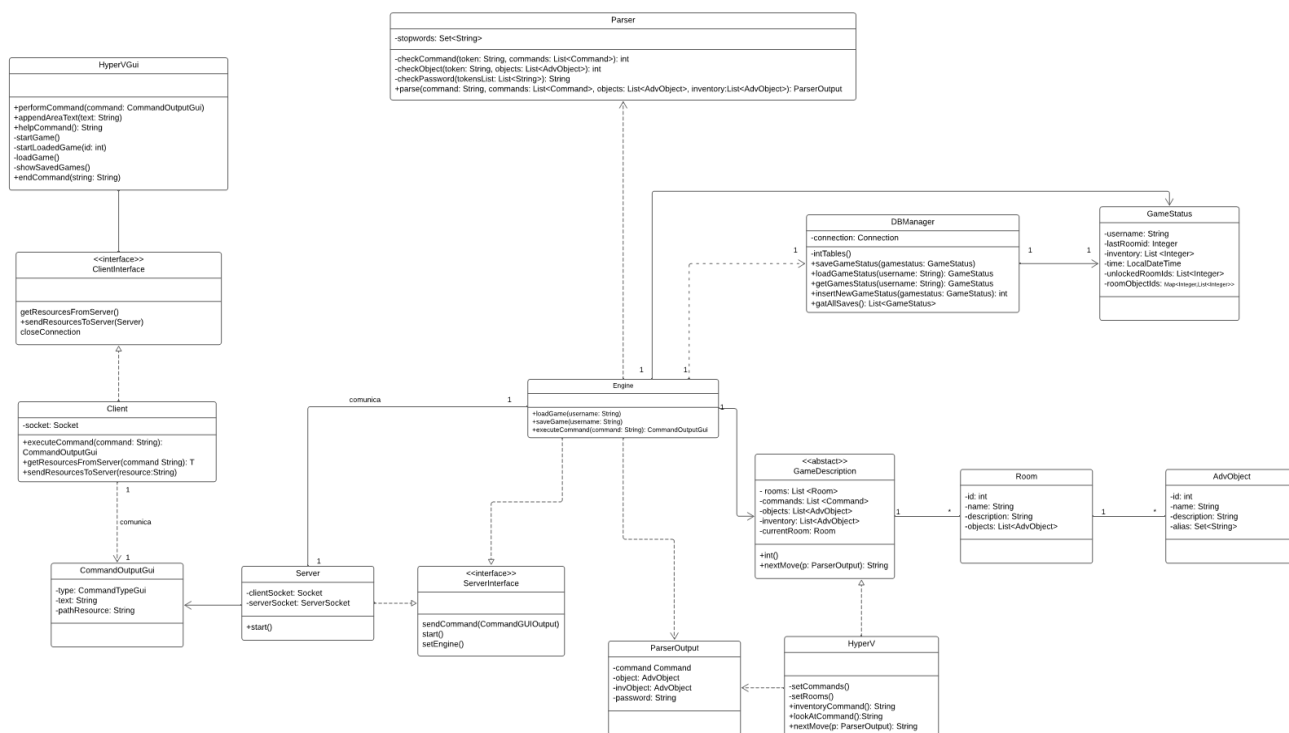 Parser
-stopwords: Set<String>
-checkCommand(token: String, commands: List<Command>): int
-checkObject(token: String, objects: List<AdvObject>): int
-checkPassword(tokensList: List<String>): String
+parse(command: String, commands: List<Command>, objects: List<AdvObject>, inventory:List<AdvObject>): ParserOutput
HyperVGui
+performCommand(command: CommandOutputGui)
+appendAreaText(text: String)
+helpCommand(): String
-startGame()
-startLoadedGame(id: int)
-loadGame()
-showSavedGames()
+endCommand(string: String)
<<interface>>
ClientInterface
getResourcesFromServer()
+sendResourcesToServer(Server)
closeConnection
Client
-socket: Socket
+executeCommand(command: String):
CommandOutputGui
+getResourcesFromServer(command String): T
+sendResourcesToServer(resource:String)
1
comunica
1
CommandOutputGui
-type: CommandTypeGui
-text: String
-pathResource: String
DBManager
-connection: Connection
-intTables()
+saveGameStatus(gamestatus: GameStatus)
+loadGameStatus(username: String): GameStatus
+getGamesStatus(username: String): GameStatus
+insertNewGameStatus(gamestatus: GameStatus): int
+gatAllSaves(): List<GameStatus>
1
1
1
GameStatus
-username: String
-lastRoomid: Integer
-inventory: List <Integer>
-time: LocalDateTime
-unlockedRoomIds: List<Integer>
-roomObjectIds: Map<Integer,List<Integer>>
1
1
Engine
+loadGame(username: String)
+saveGame(username: String)
+executeCommand(command: String): CommandOutputGui
comunica
1
1
1
Server
-clientSocket: Socket
-serverSocket: ServerSocket
+start()
<<interface>>
ServerInterface
sendCommand(CommandGUIOutput)
start()
setEngine()
<<abstact>>
GameDescription
- rooms: List <Room>
-commands: List <Command>
-objects: List<AdvObject>
-inventory: List<AdvObject>
-currentRoom: Room
+int()
+nextMove(p: ParserOutput): String
1
*
Room
-id: int
-name: String
-description: String
-objects: List<AdvObject>
1
*
AdvObject
-id: int
-name: String
-description: String
-alias: Set<String>
ParserOutput
-command Command
-object: AdvObject
-invObject: AdvObject
-password: String
HyperV
-setCommands()
-setRooms()
+inventoryCommand(): String
+lookAtCommand():String
+nextMove(p: ParserOutput): String